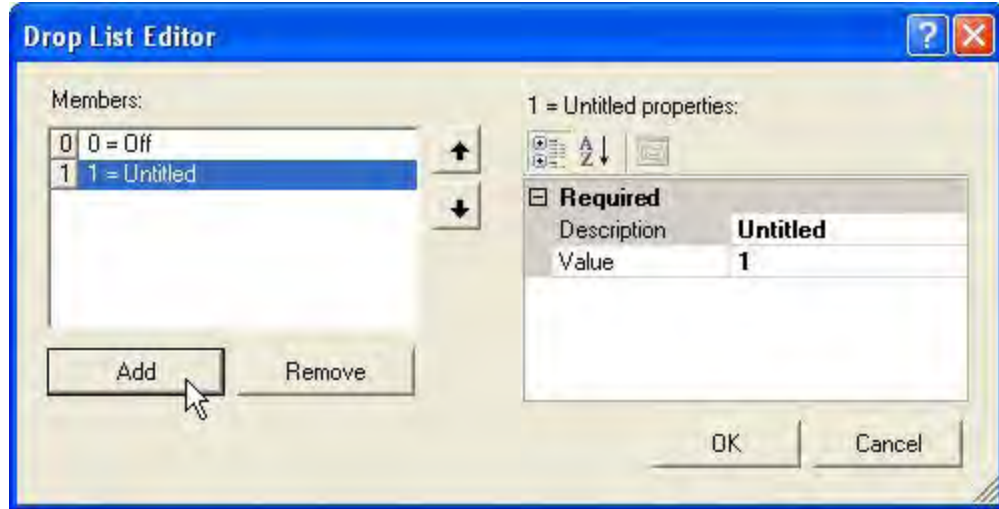 Drop List Editor
Members:
0 0 = Off
1 1 = Untitled
Add
Remove
1 = Untitled properties:
A
Z
Required
Description Untitled
Value 1
OK
Cancel